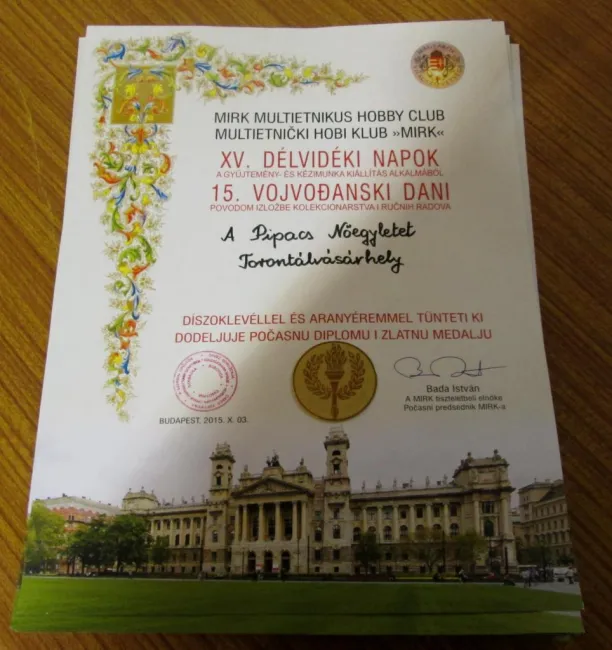 MIRK MULTIETNIKUS HOBBY CLUB
MULTIETNIČKI HOBI KLUB »MIRK«
XV. DÉLVIDÉKI NAPOK
A GYŰJTEMÉNY- ÉS KÉZIMUNKA KIÁLLÍTÁS ALKALMÁBÓL
15. VOJVOĐANSKI DANI
POVODOM IZLOŽBE KOLEKCIONARSTVA I RUČNIH RADOVA
A Pipacs Nőegyletet
Torontálvásárhely
DÍSZOKLEVÉLLEL ÉS ARANYÉREMMEL TÜNTETI KI
DODELJUJE POČASNU DIPLOMU I ZLATNU MEDALJU
Bada István
A MIRK tiszteletbeli elnöke
Počasni predsednik MIRK-a
BUDAPEST, 2015. X. 03.